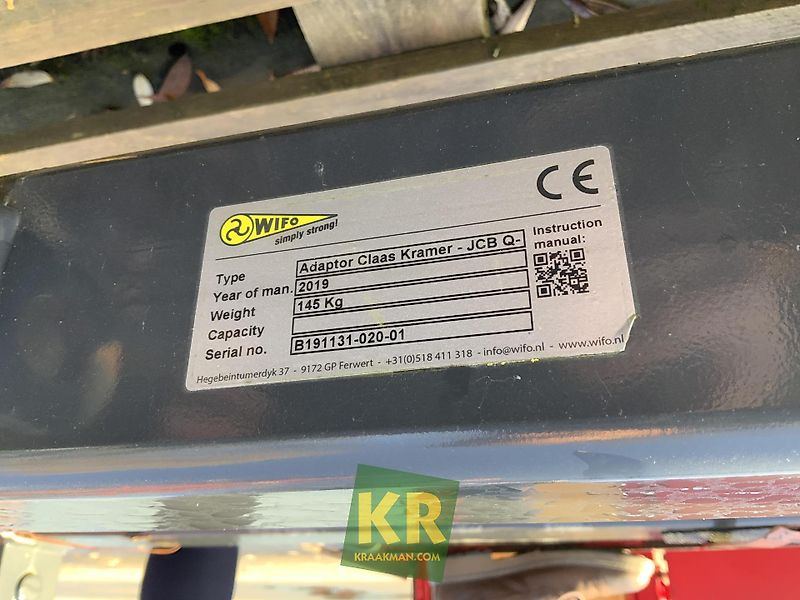 WIFO
simply strong!
CE
Type Adaptor Claas Kramer - JCB Q-
Year of man. 2019
Weight 145 Kg
Capacity
Serial no. B191131-020-01
Instruction
manual:
Hegebeintumerdyk 37 - 9172 GP Ferwert - +31(0)518 411 318 - info@wifo.nl - www.wifo.nl
KR
KRAAKMAN.COM